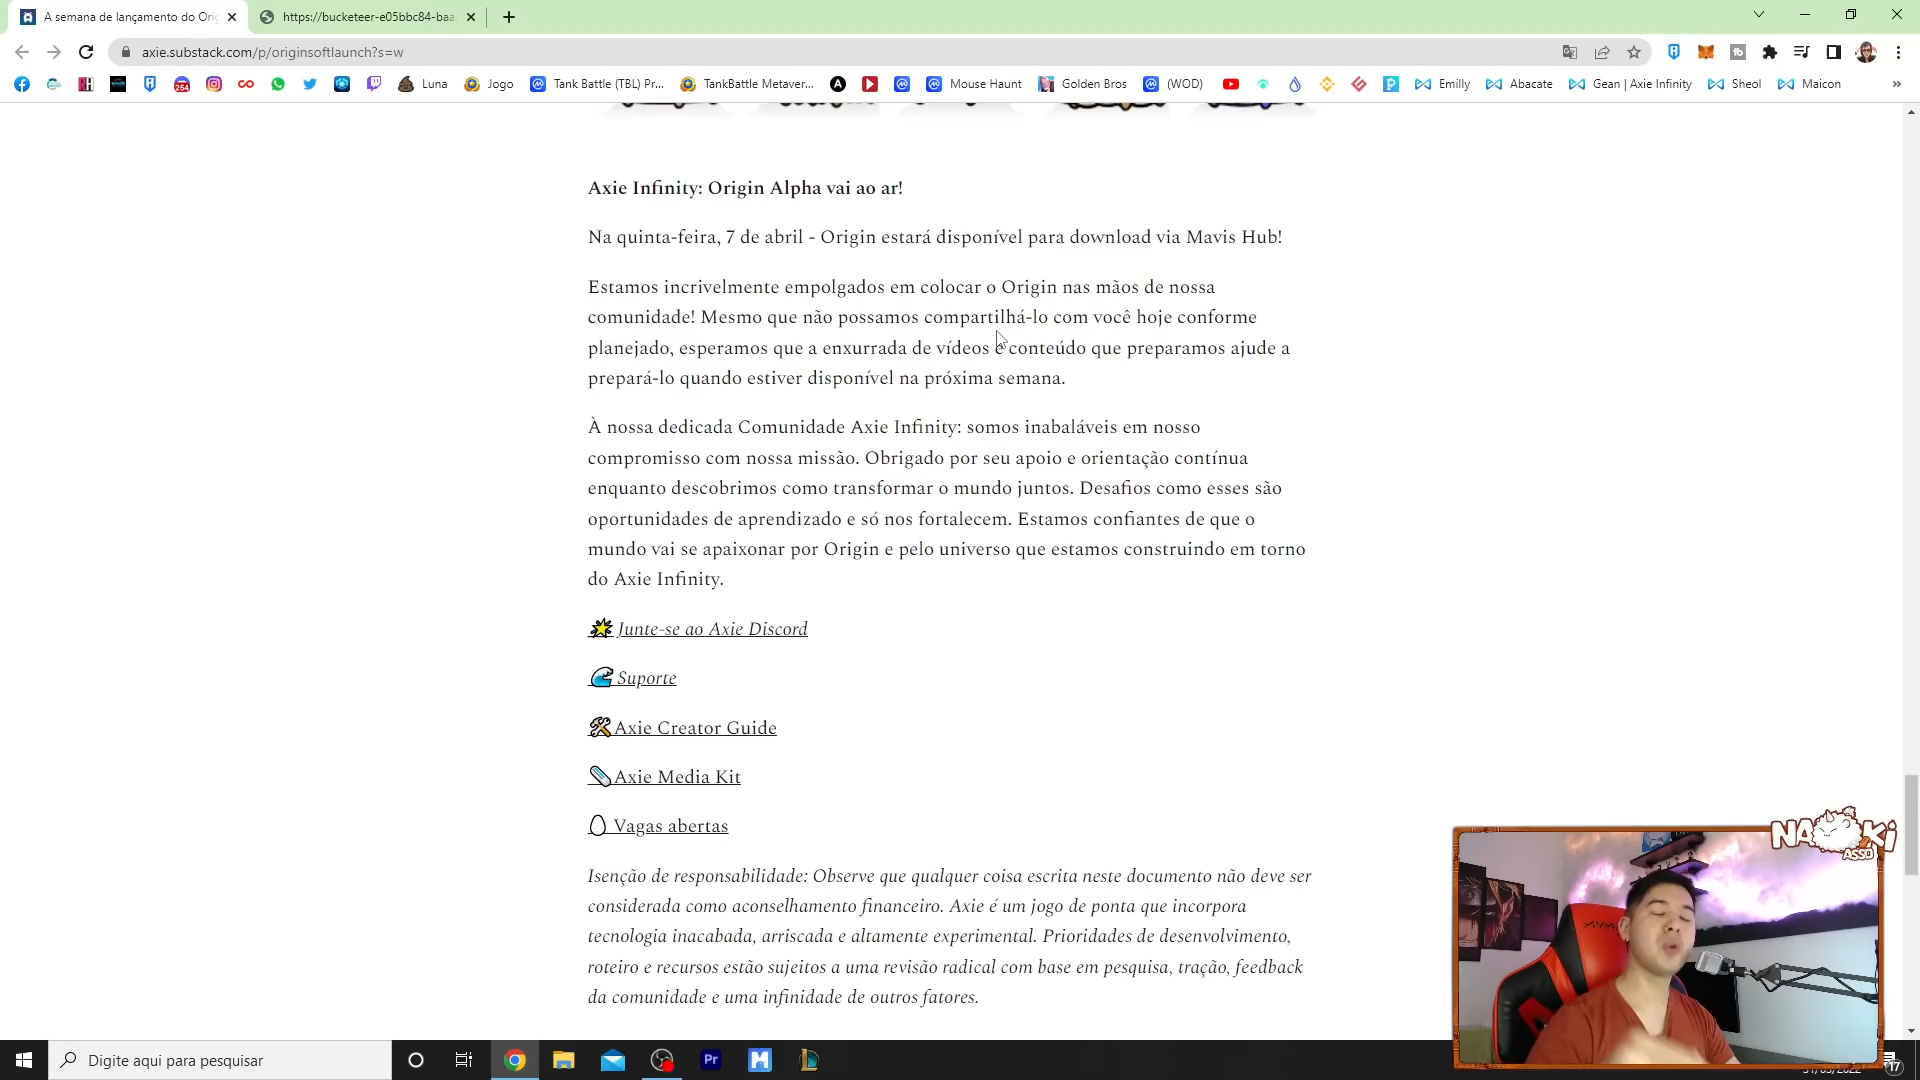 A semana de lançamento do Ori
https://bucketeer-e05bbc84-baa
axie.substack.com/p/originsoftlaunch?s=w
254
Luna
Jogo
Tank Battle (TBL) Pr...
TankBattle Metaver...
Mouse Haunt
Golden Bros
(WOD)
Emilly
Abacate
Gean | Axie Infinity
Sheol
Maicon
Axie Infinity: Origin Alpha vai ao ar!
Na quinta-feira, 7 de abril - Origin estará disponível para download via Mavis Hub!
Estamos incrivelmente empolgados em colocar o Origin nas mãos de nossa
comunidade! Mesmo que não possamos compartilhá-lo com você hoje conforme
planejado, esperamos que a enxurrada de vídeos e conteúdo que preparamos ajude a
prepará-lo quando estiver disponível na próxima semana.
À nossa dedicada Comunidade Axie Infinity: somos inabaláveis em nosso
compromisso com nossa missão. Obrigado por seu apoio e orientação contínua
enquanto descobrimos como transformar o mundo juntos. Desafios como esses são
oportunidades de aprendizado e só nos fortalecem. Estamos confiantes de que o
mundo vai se apaixonar por Origin e pelo universo que estamos construindo em torno
do Axie Infinity.
Junte-se ao Axie Discord
Suporte
Axie Creator Guide
Axie Media Kit
Vagas abertas
Isenção de responsabilidade: Observe que qualquer coisa escrita neste documento não deve ser
considerada como aconselhamento financeiro. Axie é um jogo de ponta que incorpora
tecnologia inacabada, arriscada e altamente experimental. Prioridades de desenvolvimento,
roteiro e recursos estão sujeitos a uma revisão radical com base em pesquisa, tração, feedback
da comunidade e uma infinidade de outros fatores.
NAOKI
ASSO
Digite aqui para pesquisar
Pr
31/03/2022
17